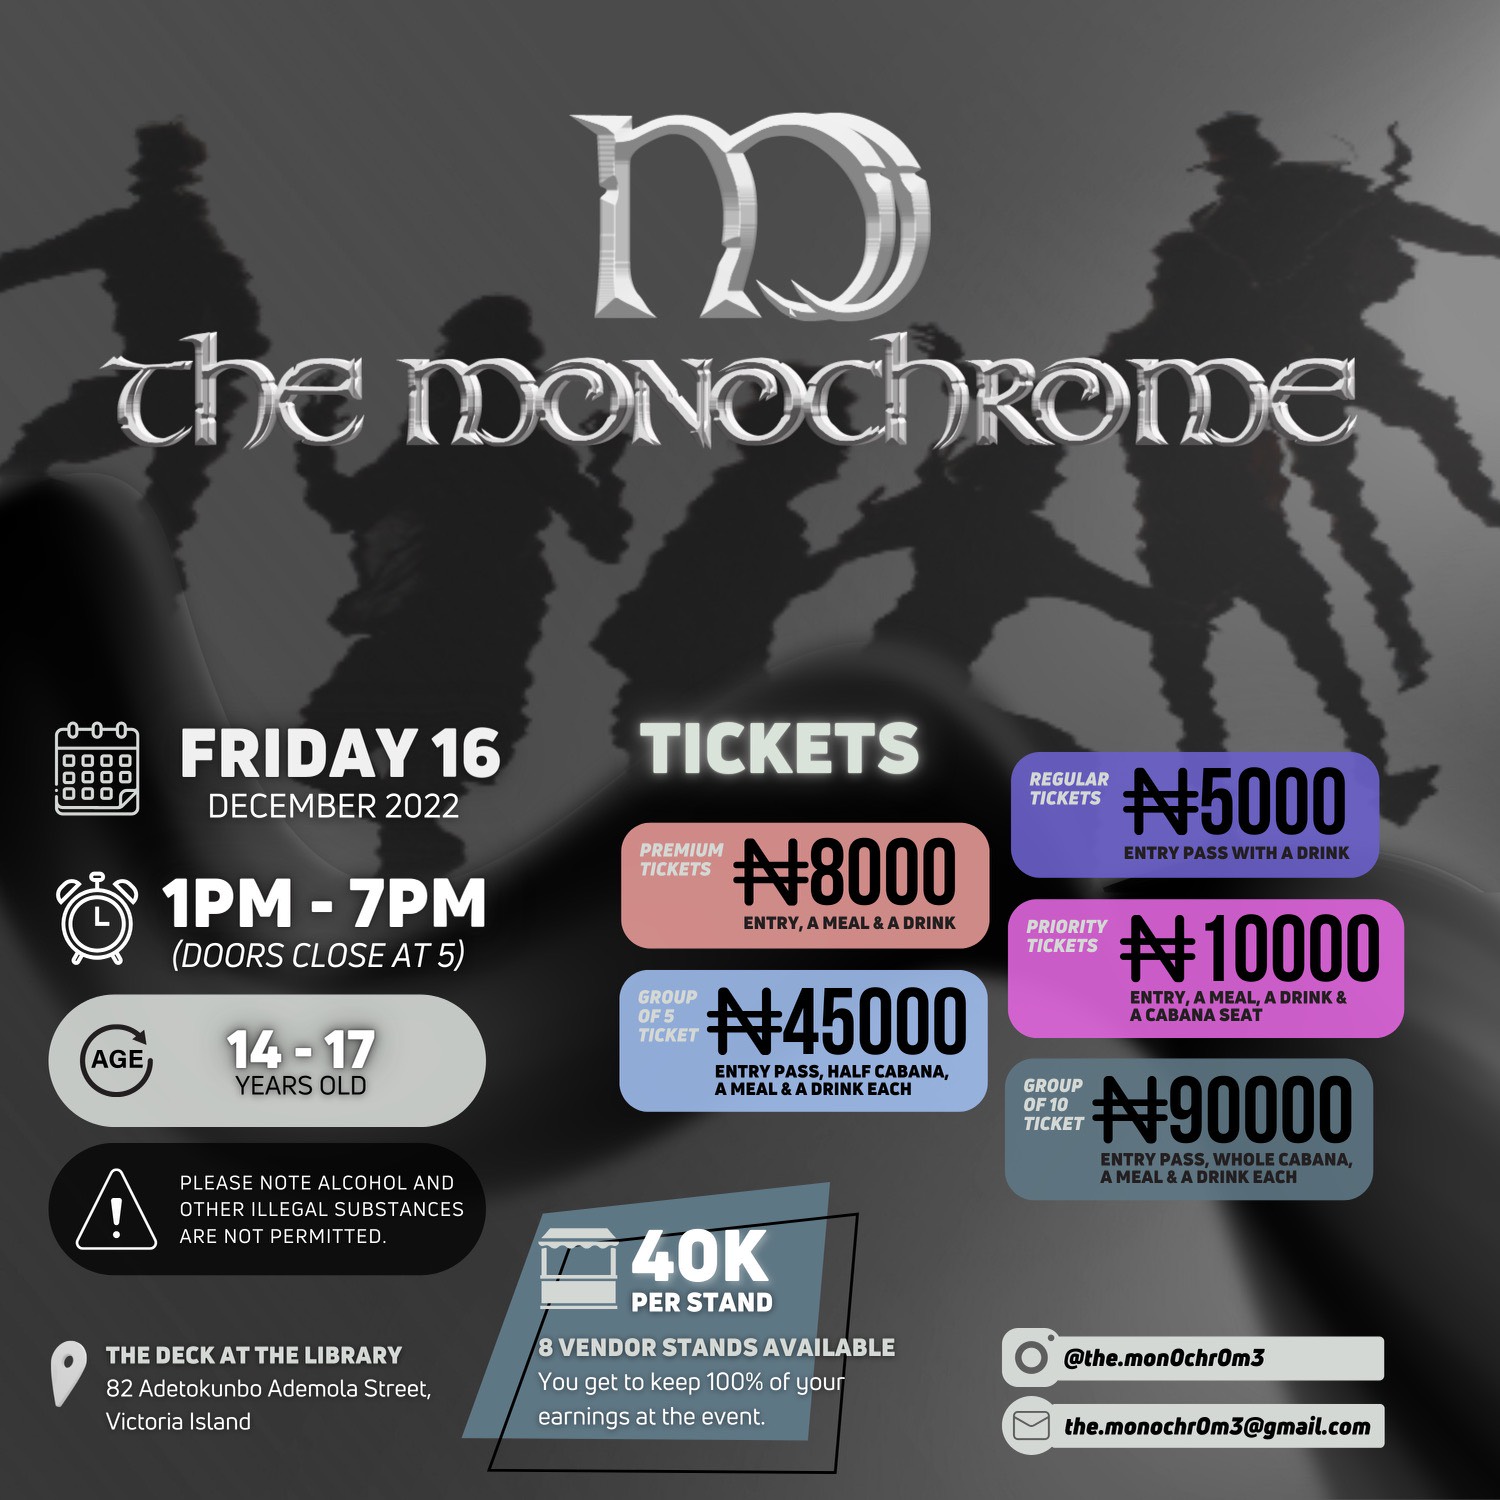 M
THE MONOCHROME
FRIDAY 16
DECEMBER 2022
1PM - 7PM
(DOORS CLOSE AT 5)
AGE
14 - 17
YEARS OLD
PLEASE NOTE ALCOHOL AND
OTHER ILLEGAL SUBSTANCES
ARE NOT PERMITTED.
THE DECK AT THE LIBRARY
82 Adetokunbo Ademola Street,
Victoria Island
TICKETS
REGULAR
TICKETS
₦5000
ENTRY PASS WITH A DRINK
PREMIUM
TICKETS
₦8000
ENTRY, A MEAL & A DRINK
PRIORITY
TICKETS
₦10000
ENTRY, A MEAL, A DRINK &
A CABANA SEAT
GROUP
OF 5
TICKET
₦45000
ENTRY PASS, HALF CABANA,
A MEAL & A DRINK EACH
GROUP
OF 10
TICKET
₦90000
ENTRY PASS, WHOLE CABANA,
A MEAL & A DRINK EACH
40K
PER STAND
8 VENDOR STANDS AVAILABLE
You get to keep 100% of your
earnings at the event.
@the.mon0chr0m3
the.monochr0m3@gmail.com